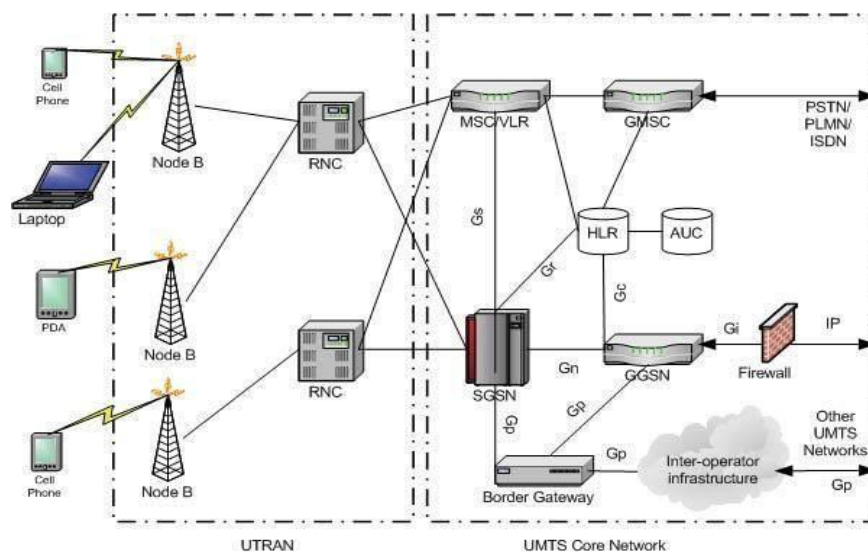 Cell
Phone
Node B
Laptop
RNC
PDA
Node B
RNC
Cell
Phone
Node B
UTRAN
MSC/VLR
GMSC
PSTN/
PLMN/
ISDN
Gs
HLR
AUC
Gr
Gc
Gi
IP
SGSN
Gn
GGSN
Firewall
Gp
Gp
Gp
Border Gateway
Inter-operator
infrastructure
Other
UMTS
Networks
Gp
UMTS Core Network